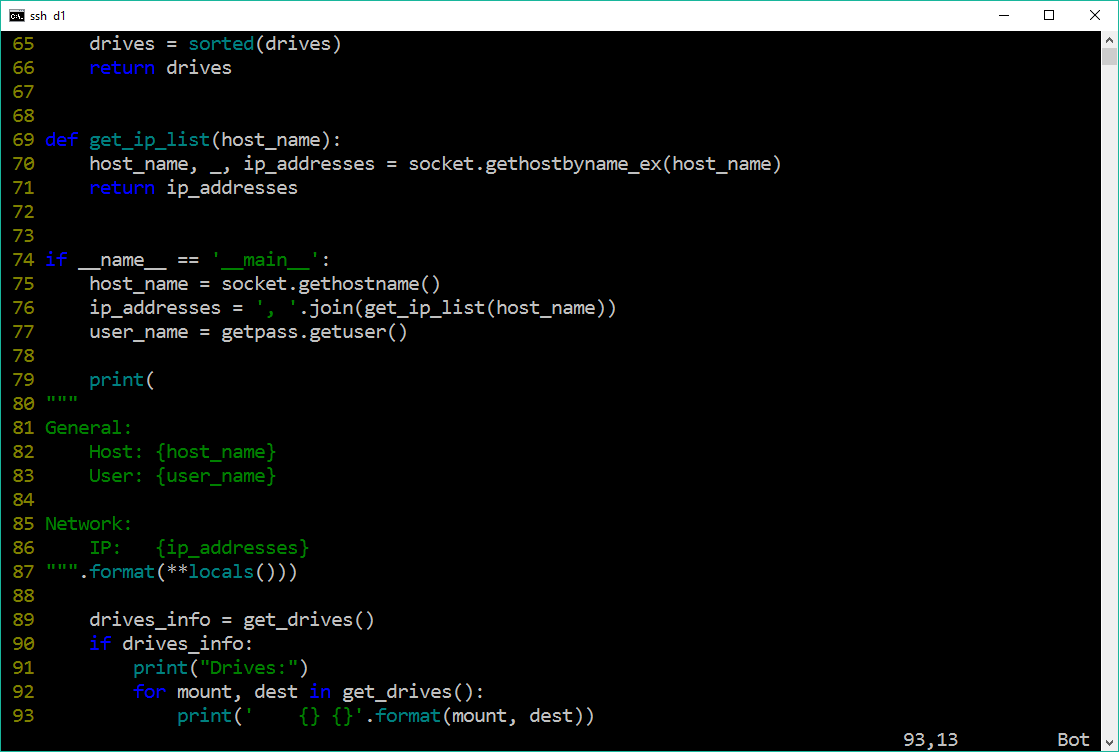 ssh d1
65     drives = sorted(drives)
66     return drives
67
68
69 def get_ip_list(host_name):
70     host_name, _, ip_addresses = socket.gethostbyname_ex(host_name)
71     return ip_addresses
72
73
74 if __name__ == '__main__':
75     host_name = socket.gethostname()
76     ip_addresses = ', '.join(get_ip_list(host_name))
77     user_name = getpass.getuser()
78
79     print(
80 """
81 General:
82     Host: {host_name}
83     User: {user_name}
84
85 Network:
86     IP:   {ip_addresses}
87 """.format(**locals()))
88
89     drives_info = get_drives()
90     if drives_info:
91         print("Drives:")
92         for mount, dest in get_drives():
93             print('    {} {}'.format(mount, dest))
93,13         Bot